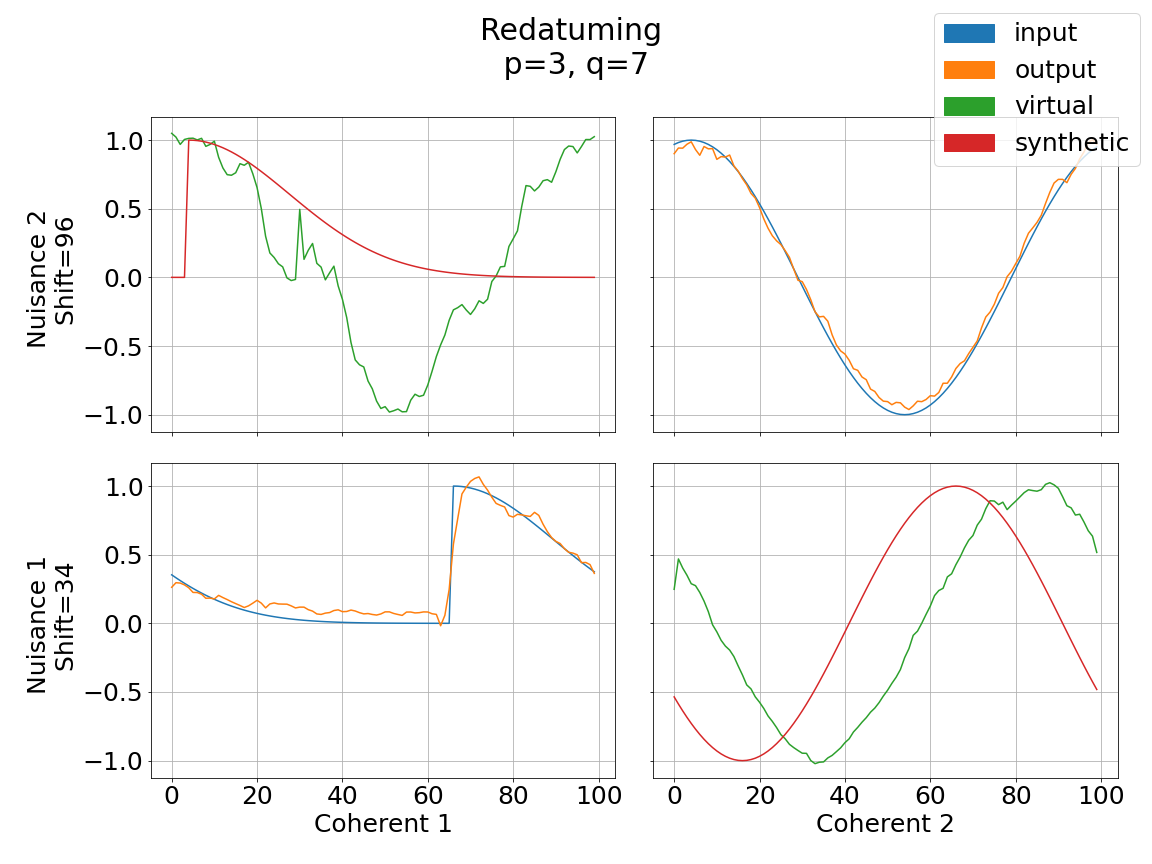 Redatuming
p=3, q=7
input
output
virtual
synthetic
Nuisance 2
Shift=96
1.0
0.5
0.0
−0.5
−1.0
Nuisance 1
Shift=34
1.0
0.5
0.0
−0.5
−1.0
0 20 40 60 80 100
0 20 40 60 80 100
Coherent 1
Coherent 2